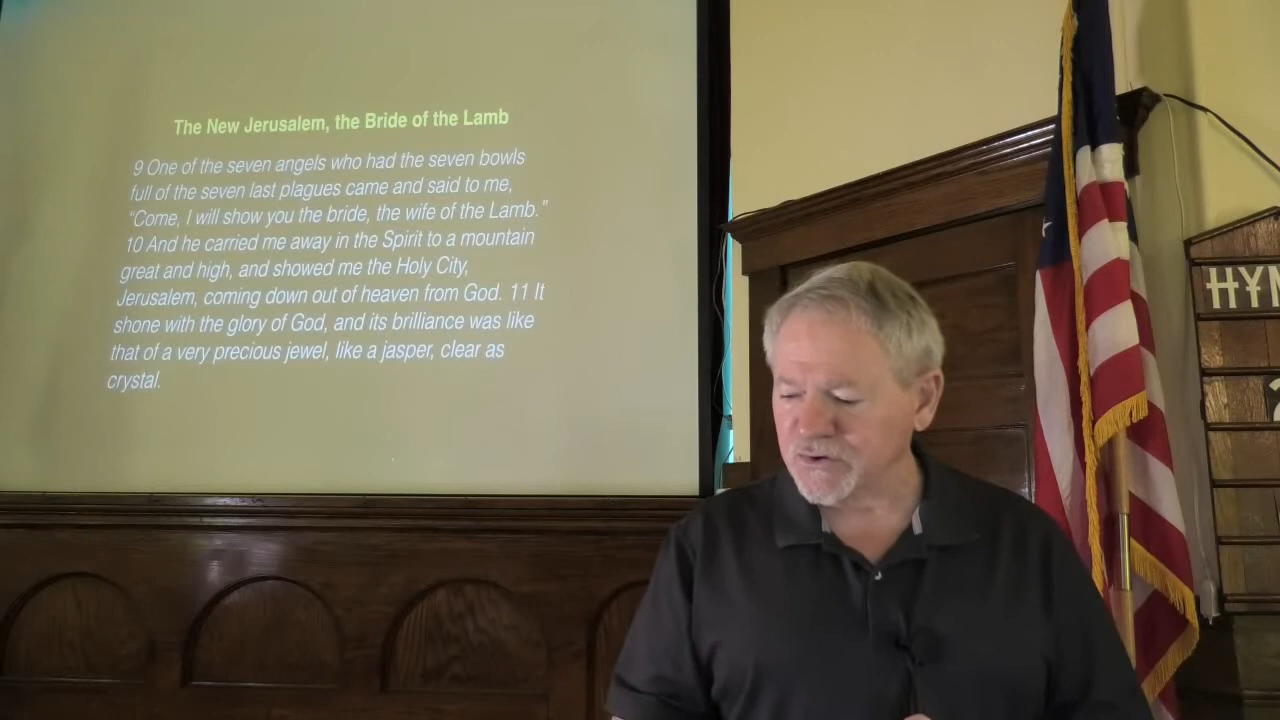 The New Jerusalem, the Bride of the Lamb
9 One of the seven angels who had the seven bowls
full of the seven last plagues came and said to me,
“Come, I will show you the bride, the wife of the Lamb.”
10 And he carried me away in the Spirit to a mountain
great and high, and showed me the Holy City,
Jerusalem, coming down out of heaven from God. 11 It
shone with the glory of God, and its brilliance was like
that of a very precious jewel, like a jasper, clear as
crystal.